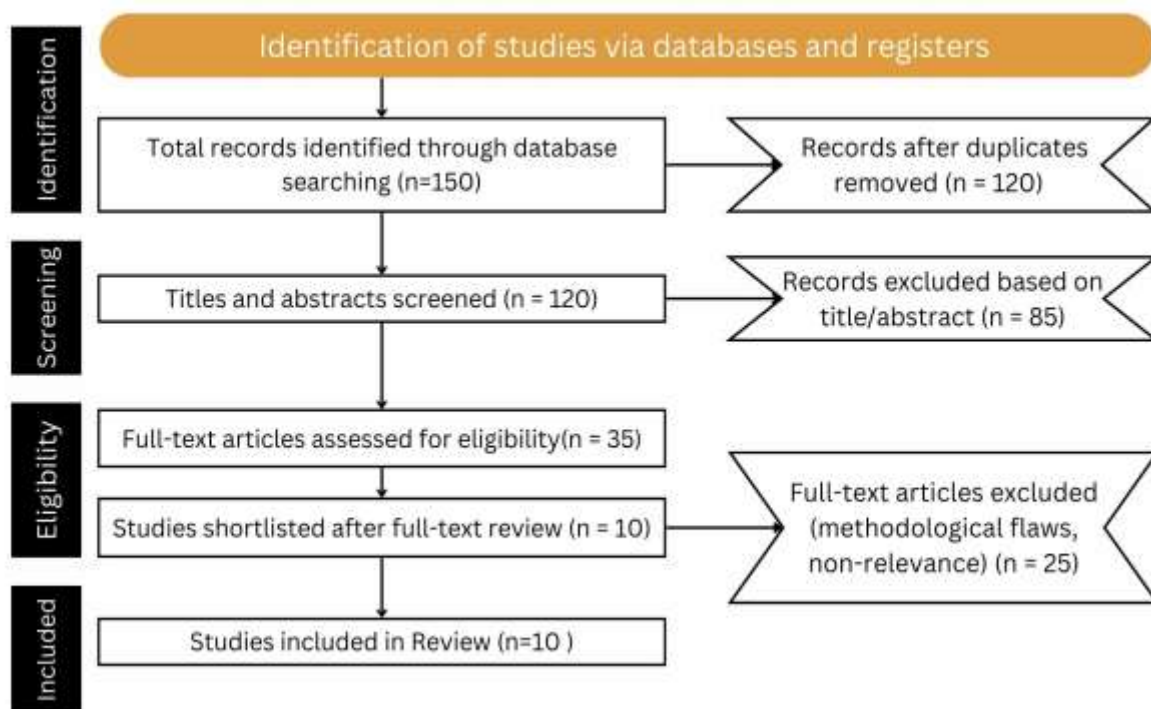 Identification of studies via databases and registers
Identification
Total records identified through database
searching (n=150)
Records after duplicates
removed (n = 120)
Screening
Titles and abstracts screened (n = 120)
Records excluded based on
title/abstract (n = 85)
Eligibility
Full-text articles assessed for eligibility(n = 35)
Studies shortlisted after full-text review (n = 10)
Full-text articles excluded
(methodological flaws,
non-relevance) (n = 25)
Included
Studies included in Review (n=10 )